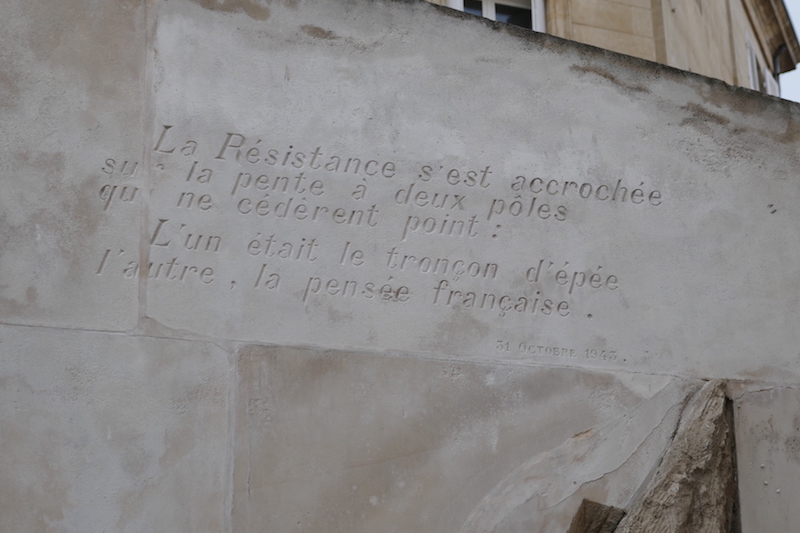 La Résistance s'est accrochée
sur la pente à deux pôles
qui ne cédèrent point :
L'un était le tronçon d'épée
l'autre, la pensée française.
31 OCTOBRE 1943.